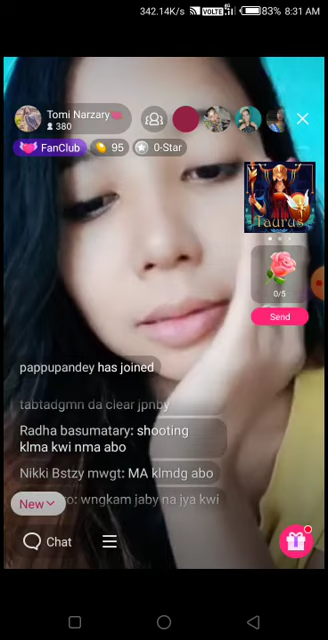 342.14K/s VOLTE 83% 8:31 AM
Tomi Narzary
380
FanClub 95 0-Star
Taurus
0/5
Send
pappupandey has joined
tabtadgmn da clear jpnby
Radha basumatary: shooting
klma kwi nma abo
Nikki Bstzy mwgt: MA klmdg abo
ro: wngkam jaby na jya kwi
New
Chat